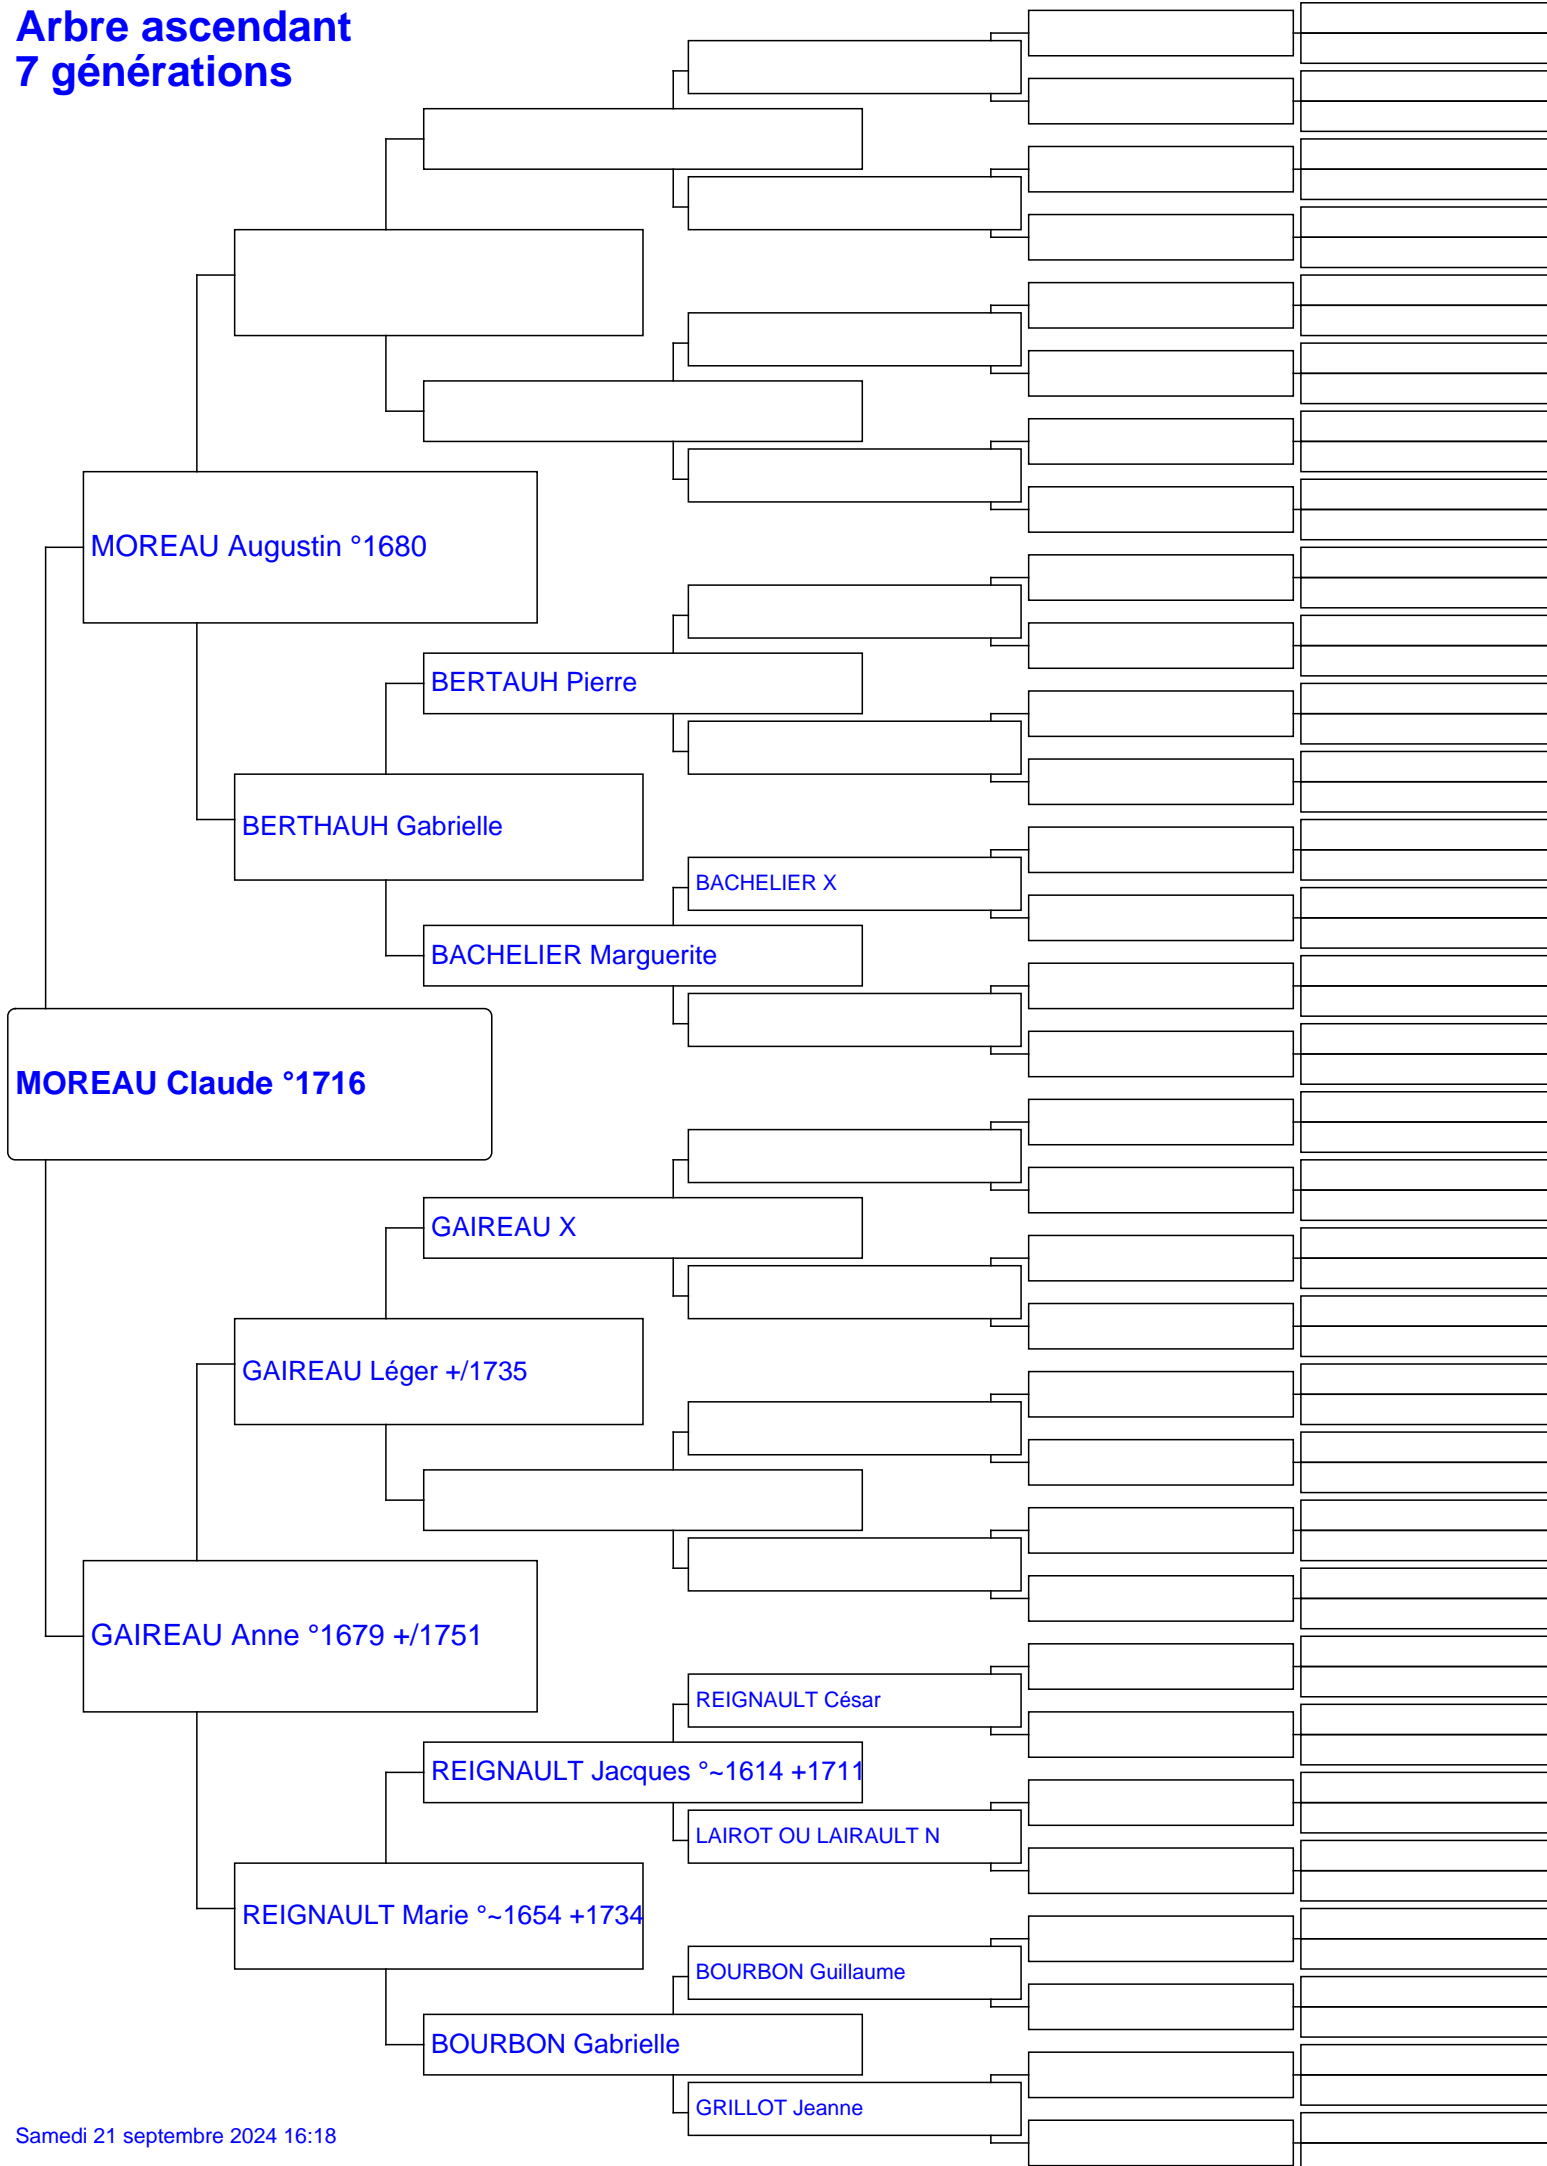 Arbre ascendant
7 générations
MOREAU Augustin °1680
BERTAUH Pierre
BERTHAUH Gabrielle
BACHELIER X
BACHELIER Marguerite
MOREAU Claude °1716
GAIREAU X
GAIREAU Léger +/1735
GAIREAU Anne °1679 +/1751
REIGNAULT César
REIGNAULT Jacques °~1614 +1711
LAIROT OU LAIRAULT N
REIGNAULT Marie °~1654 +1734
BOURBON Guillaume
BOURBON Gabrielle
GRILLOT Jeanne
Samedi 21 septembre 2024 16:18